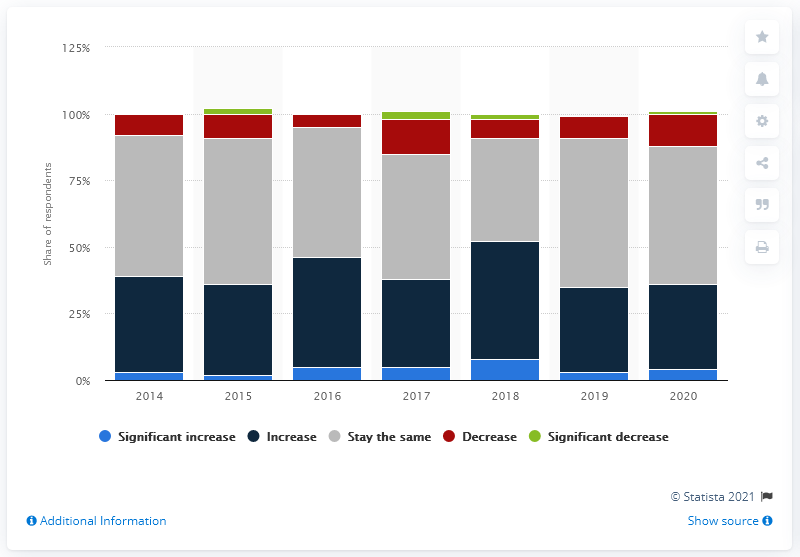 125%
100%
75%
50%
25%
0%
Share of respondents
2014 2015 2016 2017 2018 2019 2020
Significant increase Increase Stay the same Decrease Significant decrease
© Statista 2021
Additional Information Show source